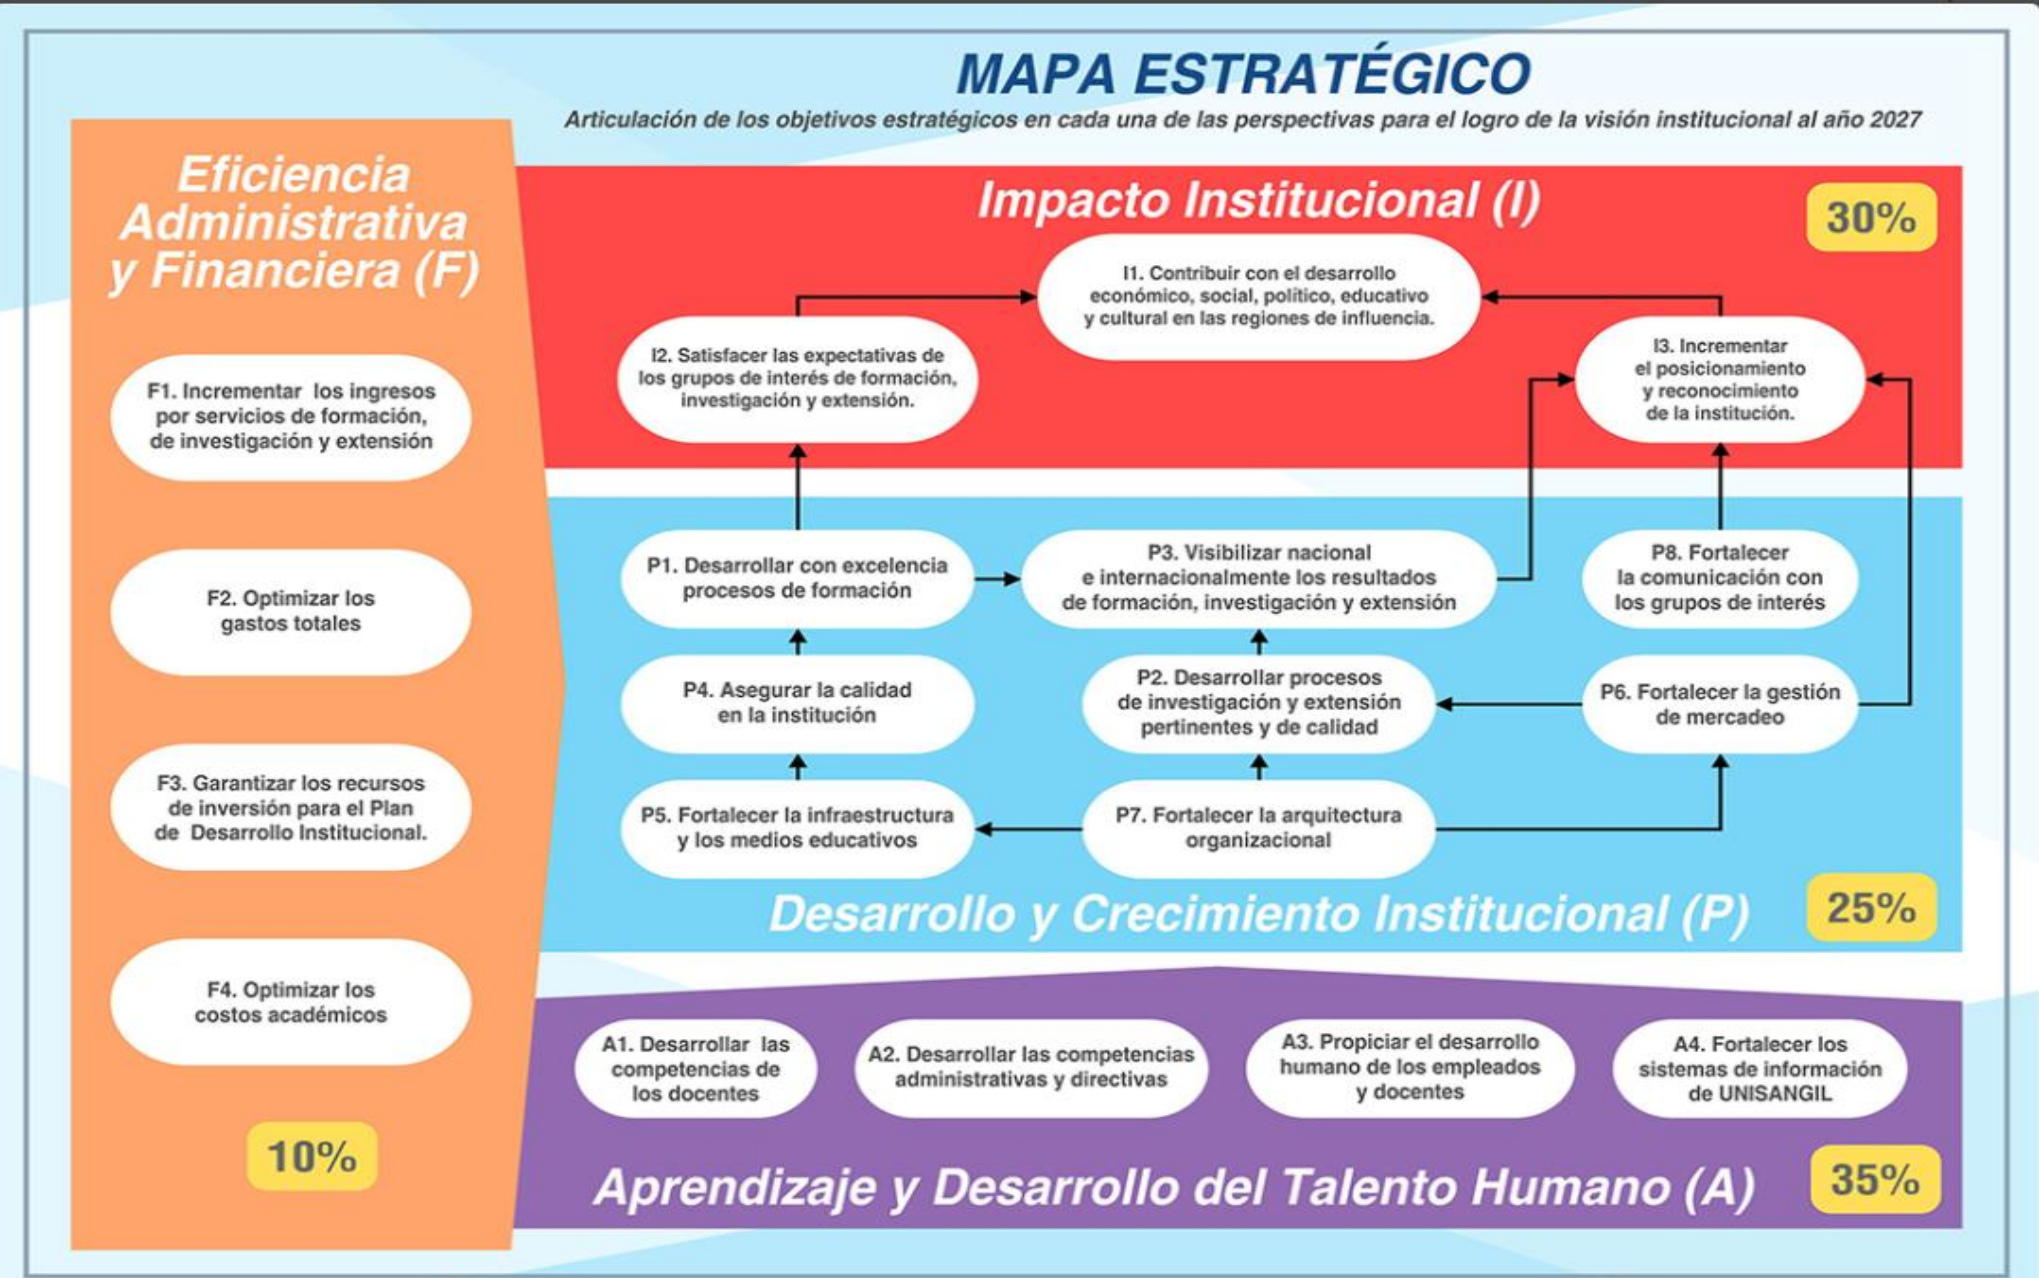 MAPA ESTRATÉGICO
Articulación de los objetivos estratégicos en cada una de las perspectivas para el logro de la visión institucional al año 2027
Eficiencia
Administrativa
y Financiera (F)
F1. Incrementar los ingresos
por servicios de formación,
de investigación y extensión
F2. Optimizar los
gastos totales
F3. Garantizar los recursos
de inversión para el Plan
de Desarrollo Institucional.
F4. Optimizar los
costos académicos
10%
Impacto Institucional (I)
30%
I1. Contribuir con el desarrollo
económico, social, político, educativo
y cultural en las regiones de influencia.
I2. Satisfacer las expectativas de
los grupos de interés de formación,
investigación y extensión.
I3. Incrementar
el posicionamiento
y reconocimiento
de la institución.
P1. Desarrollar con excelencia
procesos de formación
P3. Visibilizar nacional
e internacionalmente los resultados
de formación, investigación y extensión
P8. Fortalecer
la comunicación con
los grupos de interés
P4. Asegurar la calidad
en la institución
P2. Desarrollar procesos
de investigación y extensión
pertinentes y de calidad
P6. Fortalecer la gestión
de mercadeo
P5. Fortalecer la infraestructura
y los medios educativos
P7. Fortalecer la arquitectura
organizacional
Desarrollo y Crecimiento Institucional (P)
25%
A1. Desarrollar las
competencias de
los docentes
A2. Desarrollar las competencias
administrativas y directivas
A3. Propiciar el desarrollo
humano de los empleados
y docentes
A4. Fortalecer los
sistemas de información
de UNISANGIL
Aprendizaje y Desarrollo del Talento Humano (A)
35%